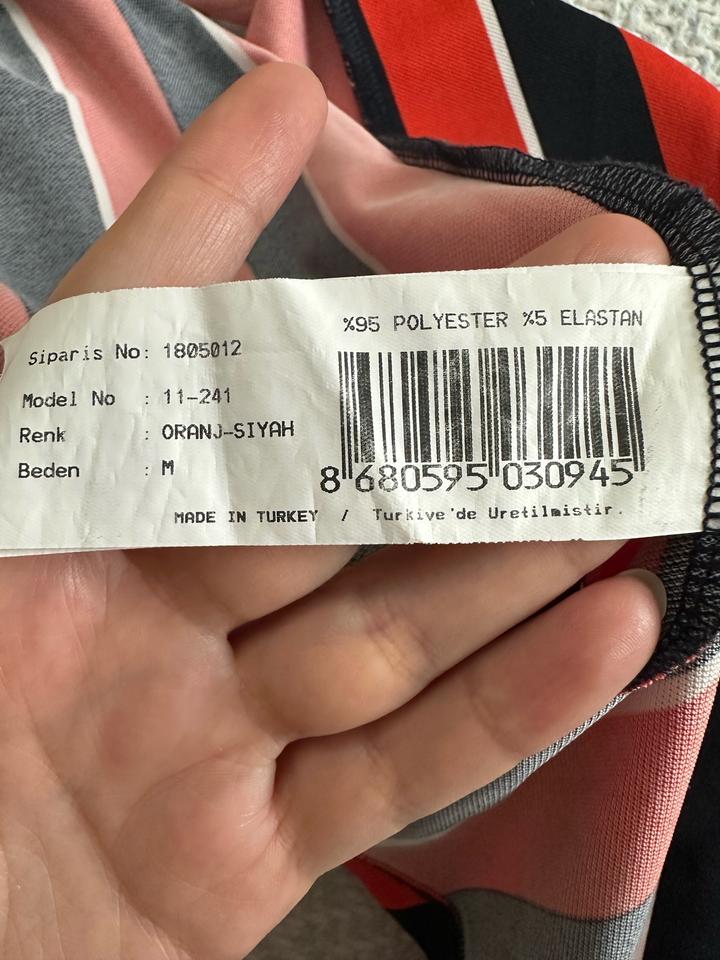 %95 POLYESTER %5 ELASTAN
Siparis No: 1805012
Model No : 11-241
Renk : ORANJ-SIYAH
Beden : M
8 680595 030945
MADE IN TURKEY / Turkiye'de Uretilmistir.